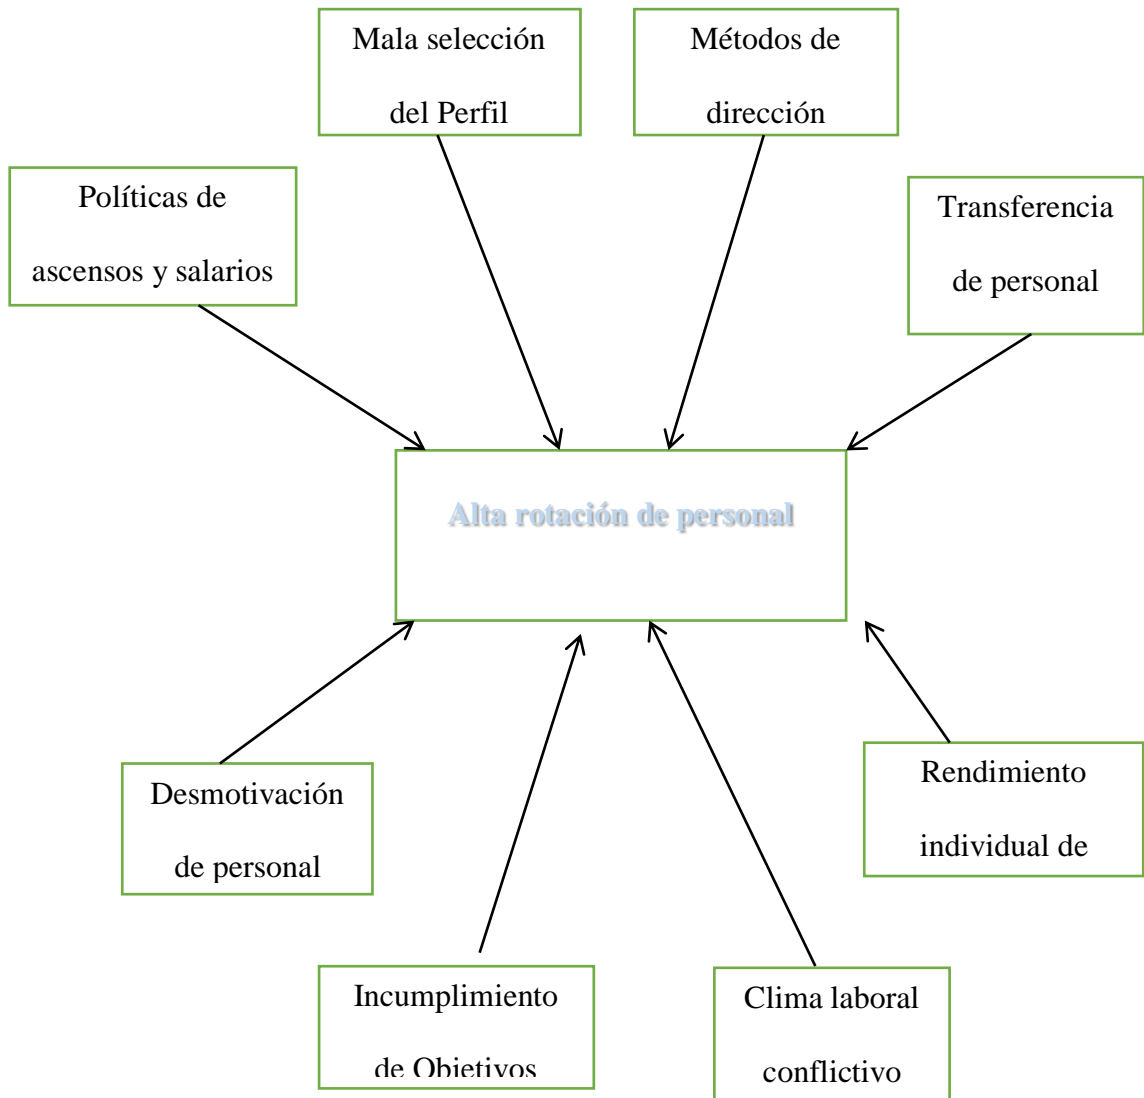 Mala selección
del Perfil
Métodos de
dirección
Políticas de
ascensos y salarios
Transferencia
de personal
Alta rotación de personal
Desmotivación
de personal
Rendimiento
individual de
Incumplimiento
de Objetivos
Clima laboral
conflictivo